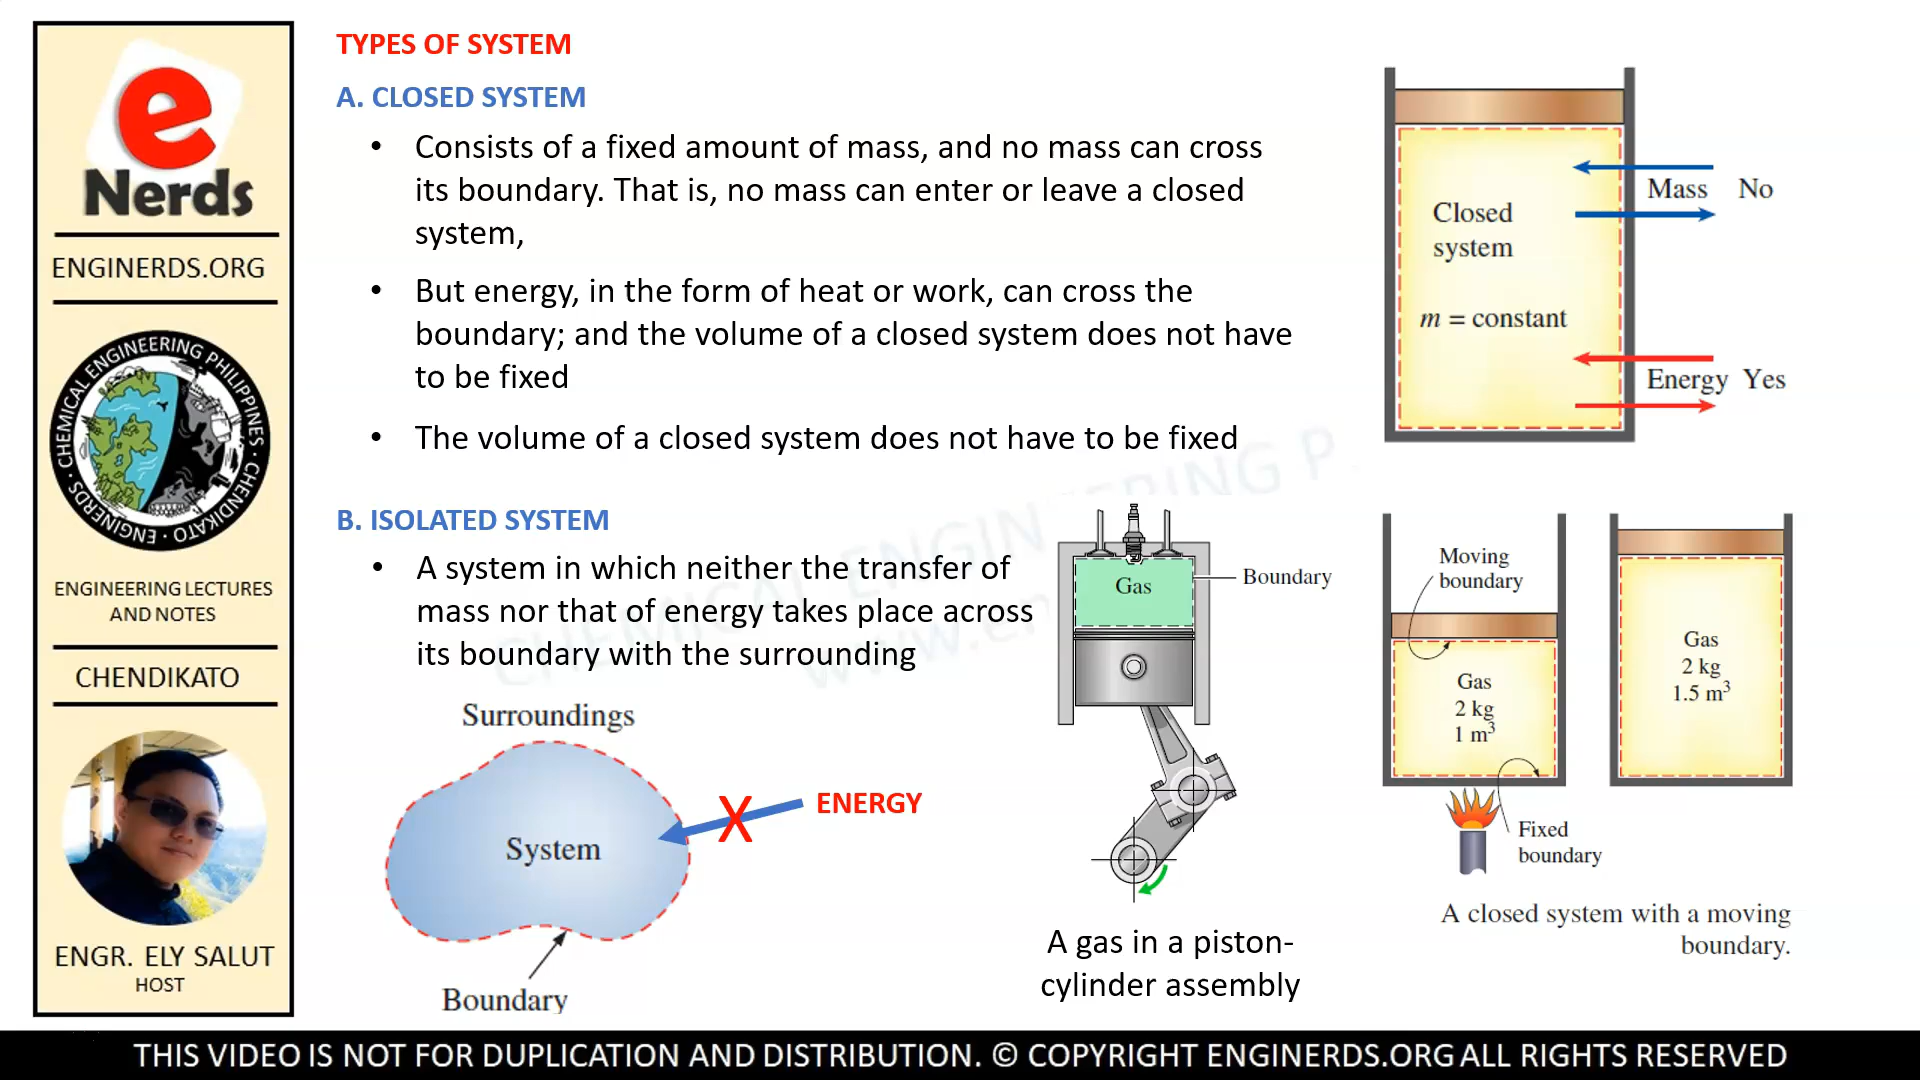 e
Nerds
ENGINERDS.ORG
CHEMICAL ENGINEERING PHILIPPINES · CHENDIKATO · ENGINERDS ·
ENGINEERING LECTURES
AND NOTES
CHENDIKATO
ENGR. ELY SALUT
HOST
TYPES OF SYSTEM
A. CLOSED SYSTEM
• Consists of a fixed amount of mass, and no mass can cross
its boundary. That is, no mass can enter or leave a closed
system,
• But energy, in the form of heat or work, can cross the
boundary; and the volume of a closed system does not have
to be fixed
• The volume of a closed system does not have to be fixed
Closed
system
m = constant
Mass No
Energy Yes
B. ISOLATED SYSTEM
• A system in which neither the transfer of
mass nor that of energy takes place across
its boundary with the surrounding
Surroundings
System
X
ENERGY
Boundary
Gas
Boundary
A gas in a piston-
cylinder assembly
Moving
boundary
Gas
2 kg
1 m³
Fixed
boundary
Gas
2 kg
1.5 m³
A closed system with a moving
boundary.
THIS VIDEO IS NOT FOR DUPLICATION AND DISTRIBUTION. © COPYRIGHT ENGINERDS.ORG ALL RIGHTS RESERVED